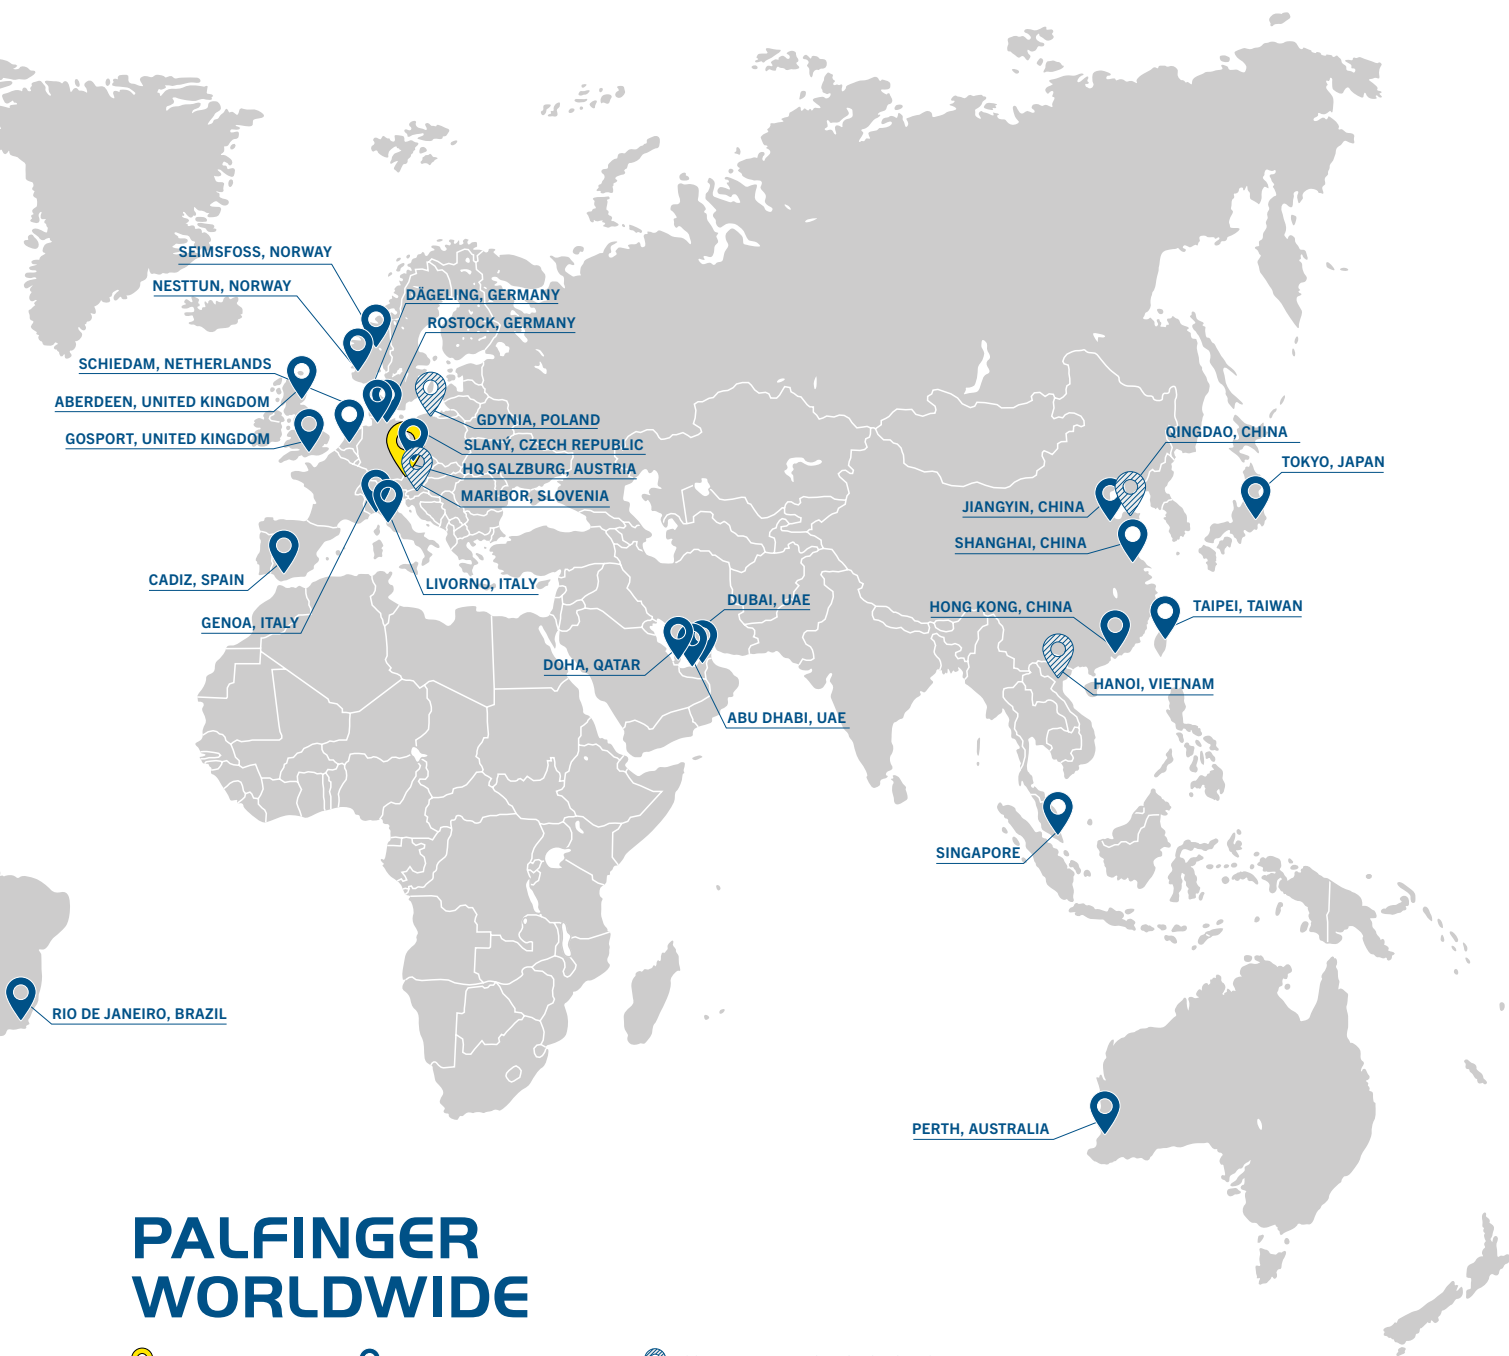 SEIMSFOSS, NORWAY
NESTTUN, NORWAY
DÄGELING, GERMANY
ROSTOCK, GERMANY
SCHIEDAM, NETHERLANDS
ABERDEEN, UNITED KINGDOM
GOSPORT, UNITED KINGDOM
GDYNIA, POLAND
SLANÝ, CZECH REPUBLIC
HQ SALZBURG, AUSTRIA
MARIBOR, SLOVENIA
QINGDAO, CHINA
TOKYO, JAPAN
JIANGYIN, CHINA
SHANGHAI, CHINA
CADIZ, SPAIN
LIVORNO, ITALY
GENOA, ITALY
DUBAI, UAE
HONG KONG, CHINA
TAIPEI, TAIWAN
DOHA, QATAR
HANOI, VIETNAM
ABU DHABI, UAE
SINGAPORE
RIO DE JANEIRO, BRAZIL
PERTH, AUSTRALIA
PALFINGER
WORLDWIDE